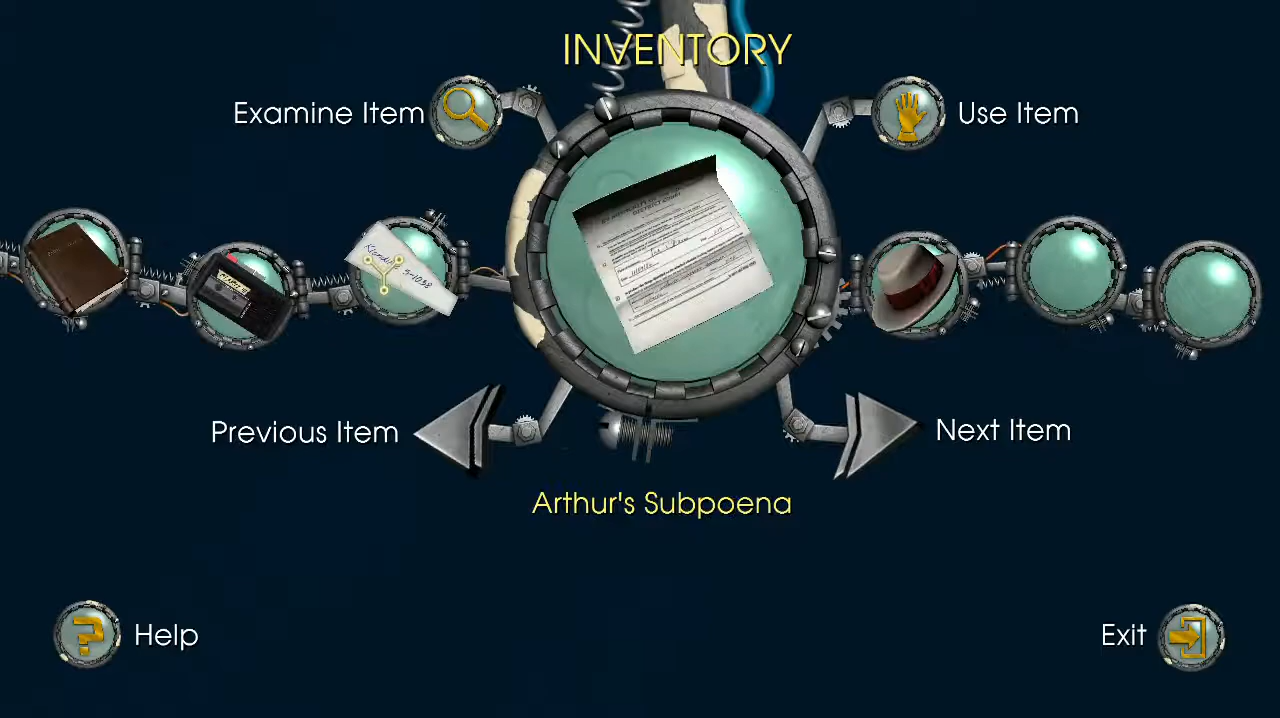 INVENTORY
Examine Item
Use Item
Previous Item
Next Item
Arthur's Subpoena
Help
Exit